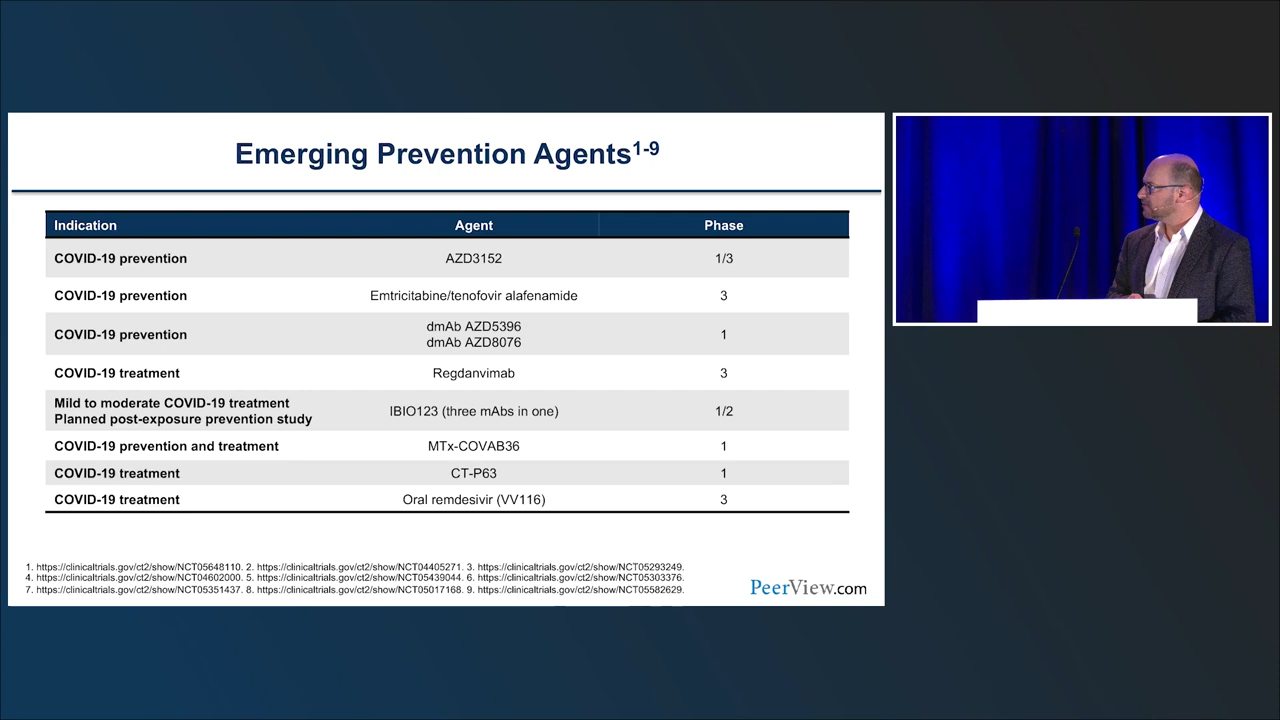 Emerging Prevention Agents1-9
Indication Agent Phase
COVID-19 prevention AZD3152 1/3
COVID-19 prevention Emtricitabine/tenofovir alafenamide 3
COVID-19 prevention dmAb AZD5396 1
dmAb AZD8076
COVID-19 treatment Regdanvimab 3
Mild to moderate COVID-19 treatment
Planned post-exposure prevention study IBIO123 (three mAbs in one) 1/2
COVID-19 prevention and treatment MTx-COVAB36 1
COVID-19 treatment CT-P63 1
COVID-19 treatment Oral remdesivir (VV116) 3
1. https://clinicaltrials.gov/ct2/show/NCT05648110. 2. https://clinicaltrials.gov/ct2/show/NCT04405271. 3. https://clinicaltrials.gov/ct2/show/NCT05293249.
4. https://clinicaltrials.gov/ct2/show/NCT04602000. 5. https://clinicaltrials.gov/ct2/show/NCT05439044. 6. https://clinicaltrials.gov/ct2/show/NCT05303376.
7. https://clinicaltrials.gov/ct2/show/NCT05351437. 8. https://clinicaltrials.gov/ct2/show/NCT05017168. 9. https://clinicaltrials.gov/ct2/show/NCT05582629.
PeerView.com